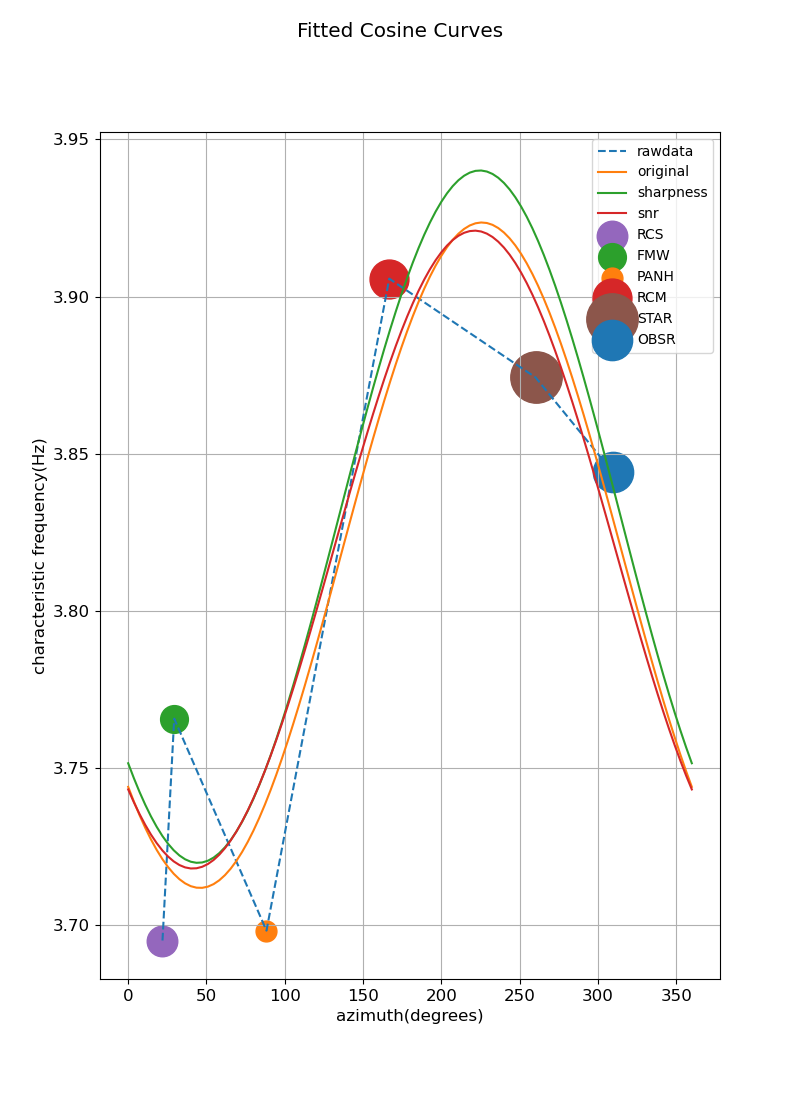 Fitted Cosine Curves
3.95
3.90
3.85
3.80
3.75
3.70
characteristic frequency(Hz)
rawdata
original
sharpness
snr
RCS
FMW
PANH
RCM
STAR
OBSR
0 50 100 150 200 250 300 350
azimuth(degrees)